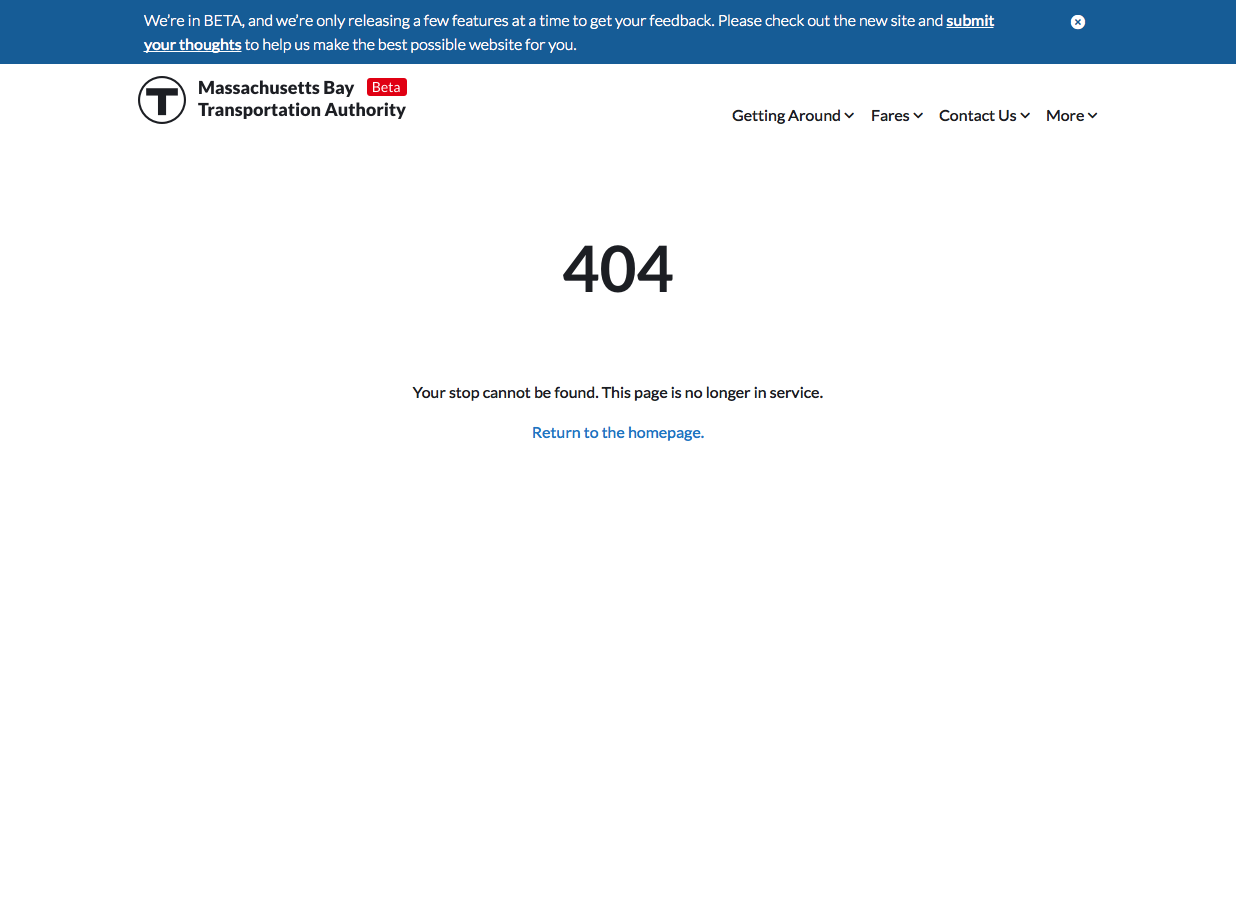 We're in BETA, and we're only releasing a few features at a time to get your feedback. Please check out the new site and submit
your thoughts to help us make the best possible website for you.
T
Massachusetts Bay Beta
Transportation Authority
Getting Around Fares Contact Us More
404
Your stop cannot be found. This page is no longer in service.
Return to the homepage.